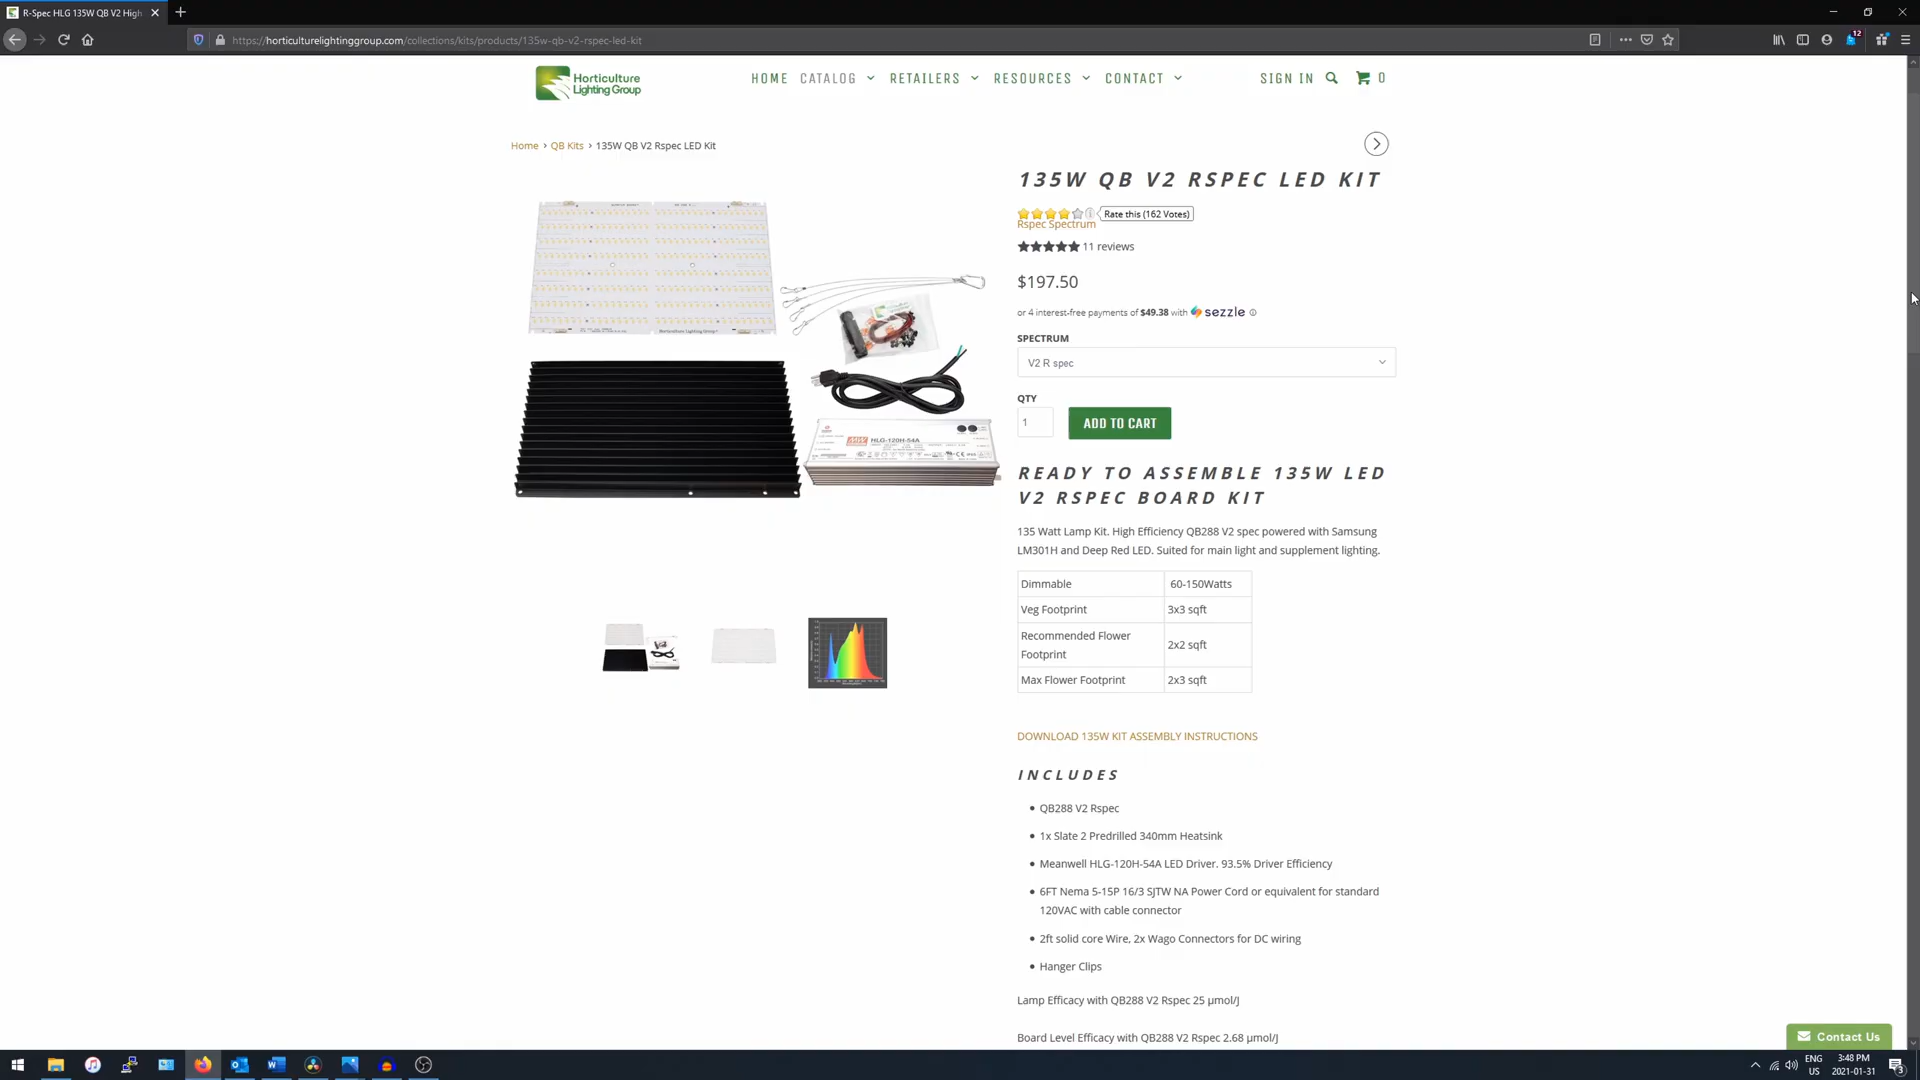 R-Spec HLG 135W QB V2 High
https://horticulturelightinggroup.com/collections/kits/products/135w-qb-v2-rspec-led-kit
12
Horticulture
Lighting Group
HOME CATALOG RETAILERS RESOURCES CONTACT SIGN IN 0
Home › QB Kits › 135W QB V2 Rspec LED Kit
135W QB V2 RSPEC LED KIT
Rate this (162 Votes)
Rspec Spectrum
11 reviews
$197.50
or 4 interest-free payments of $49.38 with sezzle
SPECTRUM
V2 R spec
QTY
1 ADD TO CART
HLG-120H-54A
Horticulture Lighting Group
READY TO ASSEMBLE 135W LED
V2 RSPEC BOARD KIT
135 Watt Lamp Kit. High Efficiency QB288 V2 spec powered with Samsung
LM301H and Deep Red LED. Suited for main light and supplement lighting.
Dimmable 60-150Watts
Veg Footprint 3x3 sqft
Recommended Flower
Footprint 2x2 sqft
Max Flower Footprint 2x3 sqft
DOWNLOAD 135W KIT ASSEMBLY INSTRUCTIONS
INCLUDES
• QB288 V2 Rspec
• 1x Slate 2 Predrilled 340mm Heatsink
• Meanwell HLG-120H-54A LED Driver. 93.5% Driver Efficiency
• 6FT Nema 5-15P 16/3 SJTW NA Power Cord or equivalent for standard
120VAC with cable connector
• 2ft solid core Wire, 2x Wago Connectors for DC wiring
• Hanger Clips
Lamp Efficacy with QB288 V2 Rspec 25 µmol/J
Board Level Efficacy with QB288 V2 Rspec 2.68 µmol/J
Contact Us
ENG
US
3:48 PM
2021-01-31
3